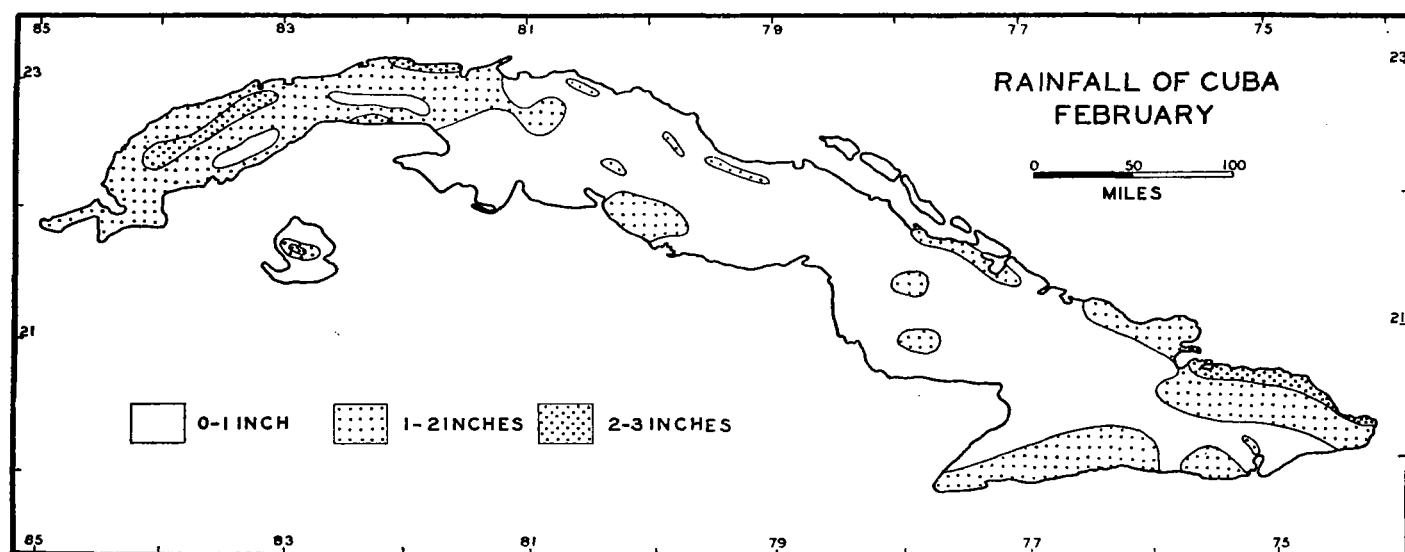 85 83 81 79 77 75
23 23
RAINFALL OF CUBA
FEBRUARY
0 50 100
MILES
21 21
0-1 INCH 1-2 INCHES 2-3 INCHES
85 83 81 79 77 75